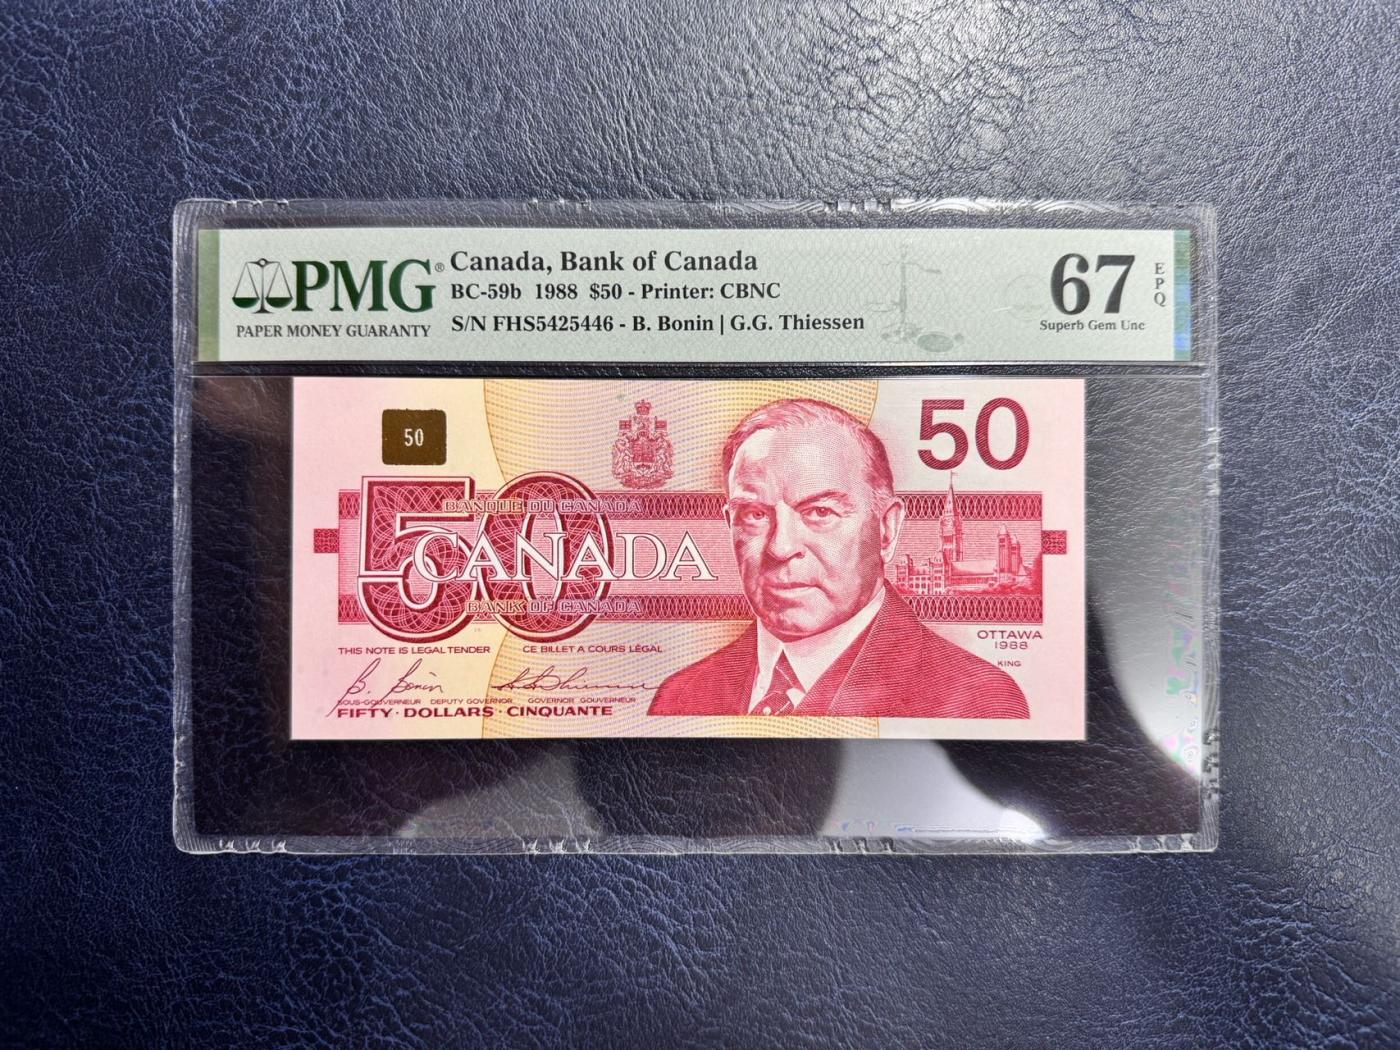 PMG®
PAPER MONEY GUARANTY
Canada, Bank of Canada
BC-59b 1988 $50 - Printer: CBNC
S/N FHS5425446 - B. Bonin | G.G. Thiessen
67
EPQ
Superb Gem Unc
50
50
50
BANQUE DU CANADA
CANADA
BANK OF CANADA
OTTAWA
1988
KING
THIS NOTE IS LEGAL TENDER CE BILLET A COURS LÉGAL
B. Bonin
SOUS-GOUVERNEUR DEPUTY GOVERNOR GOVERNOR GOUVERNEUR
FIFTY · DOLLARS · CINQUANTE